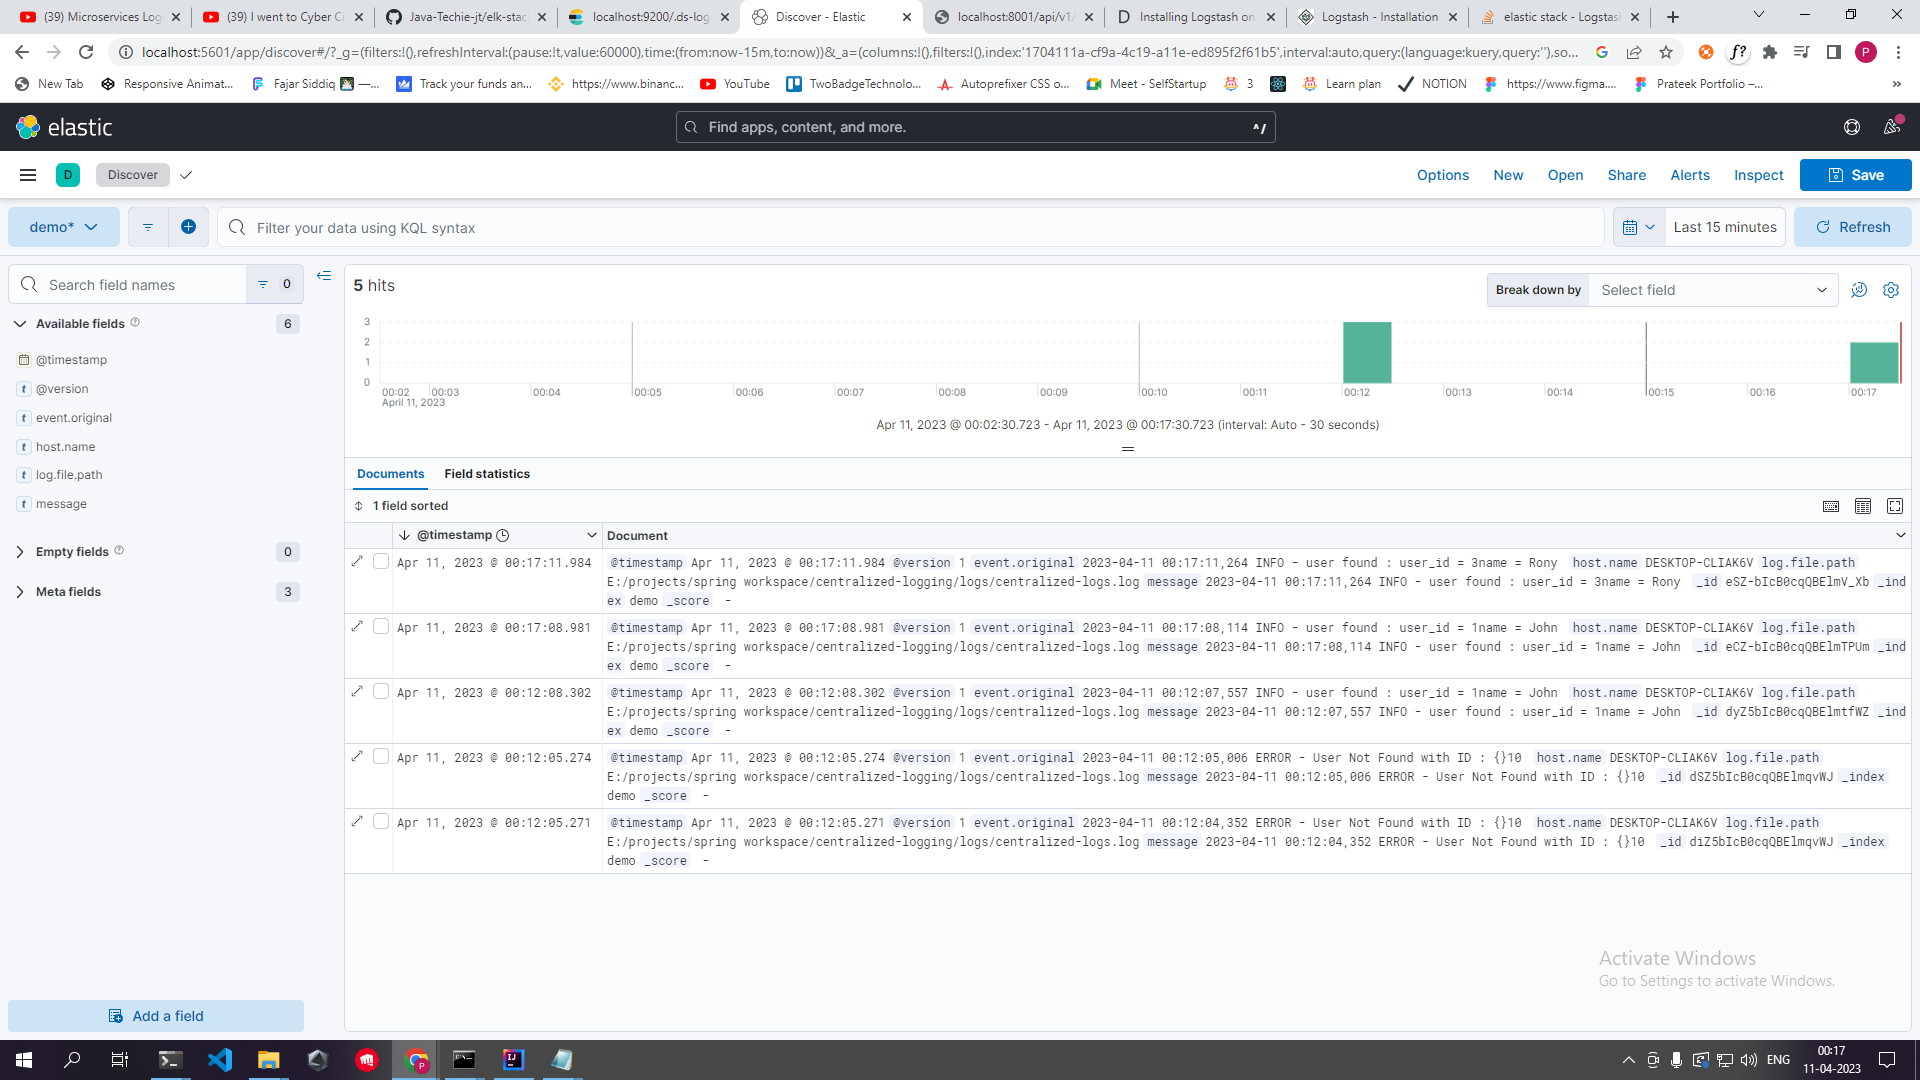 (39) Microservices Log
(39) I went to Cyber Ci
Java-Techie-jt/elk-stac
localhost:9200/.ds-log
Discover - Elastic
localhost:8001/api/v1/
Installing Logstash on
Logstash - Installation
elastic stack - Logstas
localhost:5601/app/discover#/?_g=(filters:!(),refreshInterval:(pause:!t,value:60000),time:(from:now-15m,to:now))&_a=(columns:!(),filters:!(),index:'1704111a-cf9a-4c19-a11e-ed895f2f61b5',interval:auto,query:(language:kuery,query:''),so...
New Tab
Responsive Animat...
Fajar Siddiq —...
Track your funds an...
https://www.binanc...
YouTube
TwoBadgeTechnolo...
Autoprefixer CSS o...
Meet - SelfStartup
3
Learn plan
NOTION
https://www.figma....
Prateek Portfolio –...
elastic
Find apps, content, and more.
^/
D
Discover
Options
New
Open
Share
Alerts
Inspect
Save
demo*
Filter your data using KQL syntax
Last 15 minutes
Refresh
Search field names
0
Available fields
6
@timestamp
@version
event.original
host.name
log.file.path
message
Empty fields
0
Meta fields
3
Add a field
5 hits
Break down by
Select field
3
2
1
0
00:02 00:03 00:04 00:05 00:06 00:07 00:08 00:09 00:10 00:11 00:12 00:13 00:14 00:15 00:16 00:17
April 11, 2023
Apr 11, 2023 @ 00:02:30.723 - Apr 11, 2023 @ 00:17:30.723 (interval: Auto - 30 seconds)
Documents
Field statistics
1 field sorted
@timestamp
Document
Apr 11, 2023 @ 00:17:11.984
@timestamp Apr 11, 2023 @ 00:17:11.984 @version 1 event.original 2023-04-11 00:17:11,264 INFO - user found : user_id = 3name = Rony host.name DESKTOP-CLIAK6V log.file.path
E:/projects/spring workspace/centralized-logging/logs/centralized-logs.log message 2023-04-11 00:17:11,264 INFO - user found : user_id = 3name = Rony _id eSZ-bIcB0cqQBElmV_Xb _ind
ex demo _score -
Apr 11, 2023 @ 00:17:08.981
@timestamp Apr 11, 2023 @ 00:17:08.981 @version 1 event.original 2023-04-11 00:17:08,114 INFO - user found : user_id = 1name = John host.name DESKTOP-CLIAK6V log.file.path
E:/projects/spring workspace/centralized-logging/logs/centralized-logs.log message 2023-04-11 00:17:08,114 INFO - user found : user_id = 1name = John _id eCZ-bIcB0cqQBElmTPUm _ind
ex demo _score -
Apr 11, 2023 @ 00:12:08.302
@timestamp Apr 11, 2023 @ 00:12:08.302 @version 1 event.original 2023-04-11 00:12:07,557 INFO - user found : user_id = 1name = John host.name DESKTOP-CLIAK6V log.file.path
E:/projects/spring workspace/centralized-logging/logs/centralized-logs.log message 2023-04-11 00:12:07,557 INFO - user found : user_id = 1name = John _id dyZ5bIcB0cqQBElmtfWZ _ind
ex demo _score -
Apr 11, 2023 @ 00:12:05.274
@timestamp Apr 11, 2023 @ 00:12:05.274 @version 1 event.original 2023-04-11 00:12:05,006 ERROR - User Not Found with ID : {}10 host.name DESKTOP-CLIAK6V log.file.path
E:/projects/spring workspace/centralized-logging/logs/centralized-logs.log message 2023-04-11 00:12:05,006 ERROR - User Not Found with ID : {}10 _id dSZ5bIcB0cqQBElmqvWJ _index
demo _score -
Apr 11, 2023 @ 00:12:05.271
@timestamp Apr 11, 2023 @ 00:12:05.271 @version 1 event.original 2023-04-11 00:12:04,352 ERROR - User Not Found with ID : {}10 host.name DESKTOP-CLIAK6V log.file.path
E:/projects/spring workspace/centralized-logging/logs/centralized-logs.log message 2023-04-11 00:12:04,352 ERROR - User Not Found with ID : {}10 _id diZ5bIcB0cqQBElmqvWJ _index
demo _score -
Activate Windows
Go to Settings to activate Windows.
ENG
00:17
11-04-2023